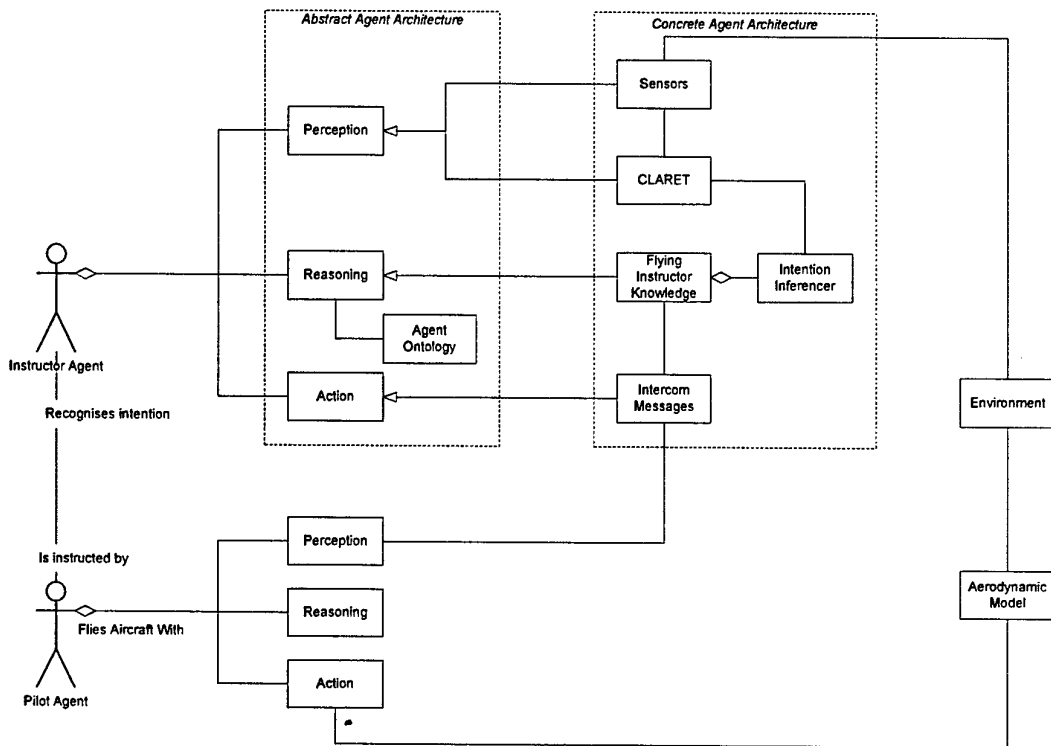 Abstract Agent Architecture
Concrete Agent Architecture
Sensors
Perception
CLARET
Reasoning
Flying
Instructor
Knowledge
Intention
Inferencer
Agent
Ontology
Instructor Agent
Action
Intercom
Messages
Environment
Recognises intention
Perception
Is instructed by
Reasoning
Aerodynamic
Model
Flies Aircraft With
Action
Pilot Agent